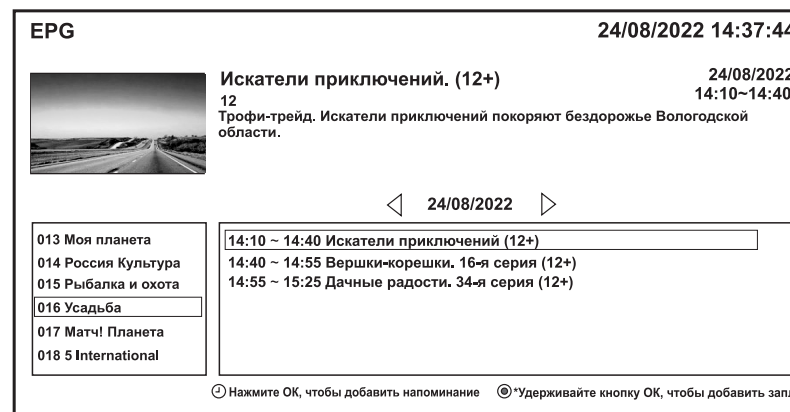 EPG
24/08/2022 14:37:44
Искатели приключений. (12+)
24/08/2022
12
14:10~14:40
Трофи-трейд. Искатели приключений покоряют бездорожье Вологодской
области.
24/08/2022
013 Моя планета
014 Россия Культура
015 Рыбалка и охота
016 Усадьба
017 Матч! Планета
018 5 International
14:10 ~ 14:40 Искатели приключений (12+)
14:40 ~ 14:55 Вершки-корешки. 16-я серия (12+)
14:55 ~ 15:25 Дачные радости. 34-я серия (12+)
Нажмите ОК, чтобы добавить напоминание
*Удерживайте кнопку ОК, чтобы добавить